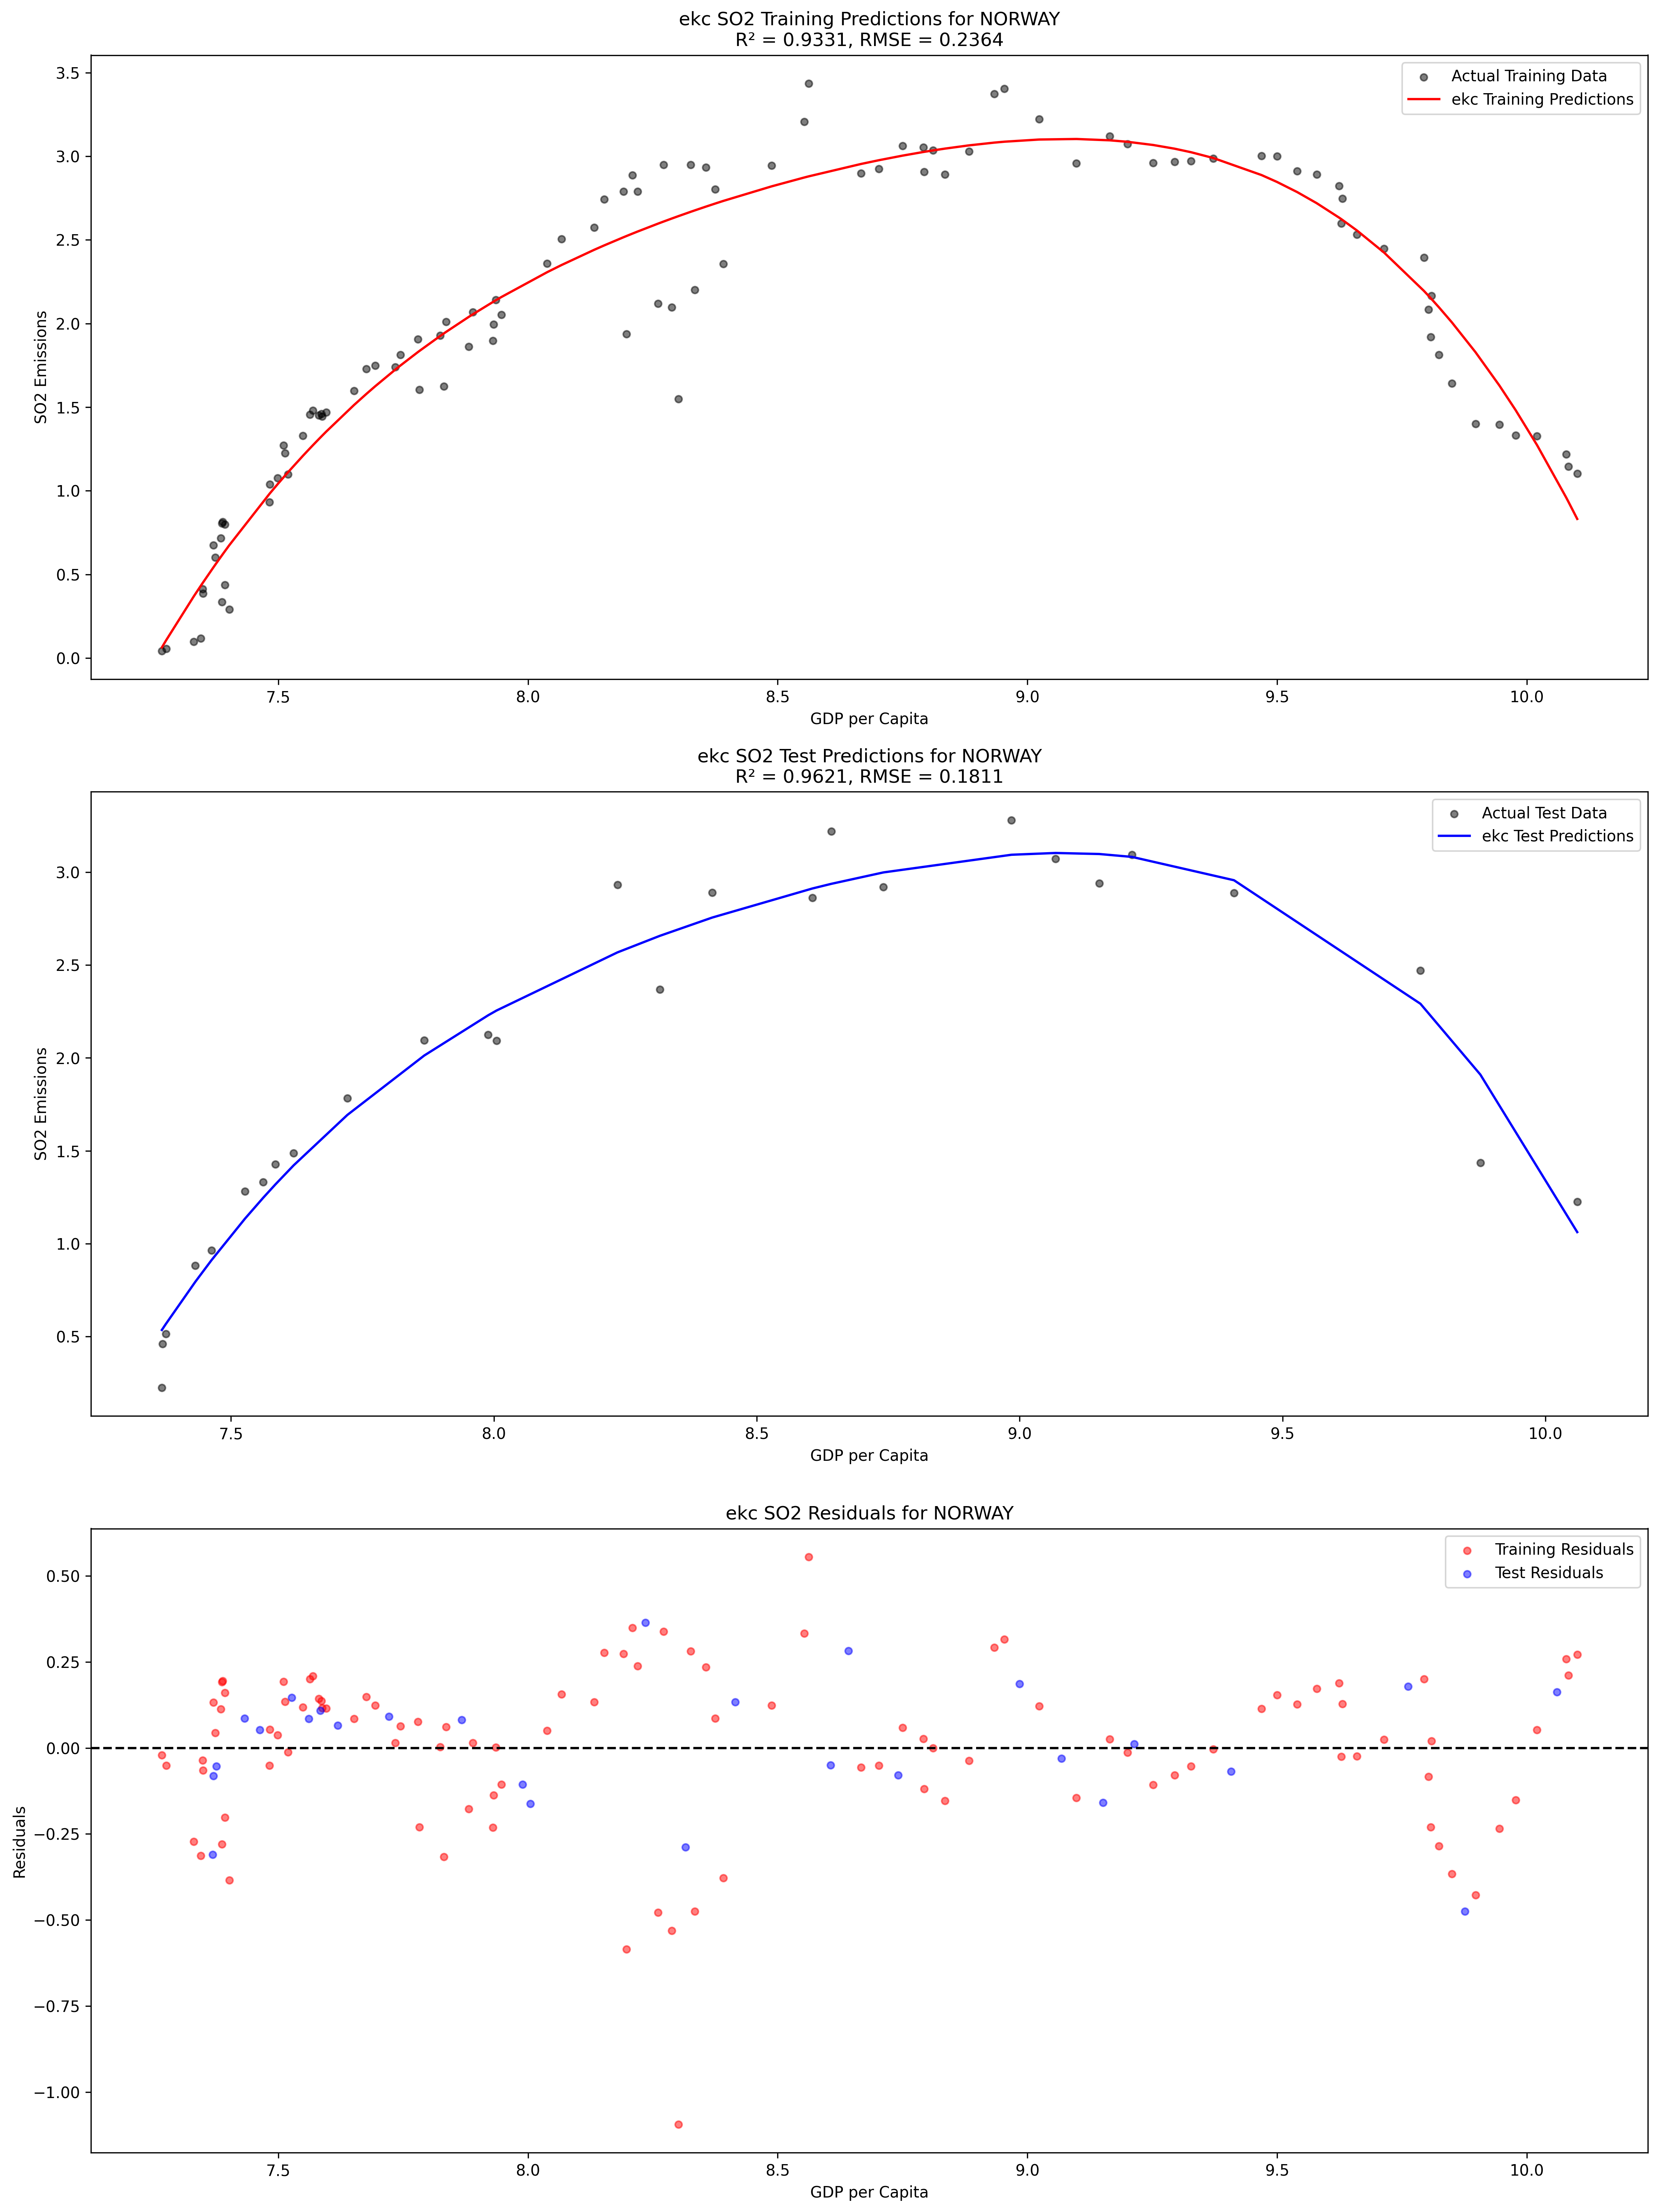 ekc SO2 Training Predictions for NORWAY
R² = 0.9331, RMSE = 0.2364
3.5
3.0
2.5
2.0
1.5
1.0
0.5
0.0
SO2 Emissions
Actual Training Data
ekc Training Predictions
7.5 8.0 8.5 9.0 9.5 10.0
GDP per Capita
ekc SO2 Test Predictions for NORWAY
R² = 0.9621, RMSE = 0.1811
3.0
2.5
2.0
1.5
1.0
0.5
SO2 Emissions
Actual Test Data
ekc Test Predictions
7.5 8.0 8.5 9.0 9.5 10.0
GDP per Capita
ekc SO2 Residuals for NORWAY
0.50
0.25
0.00
−0.25
−0.50
−0.75
−1.00
Residuals
Training Residuals
Test Residuals
7.5 8.0 8.5 9.0 9.5 10.0
GDP per Capita